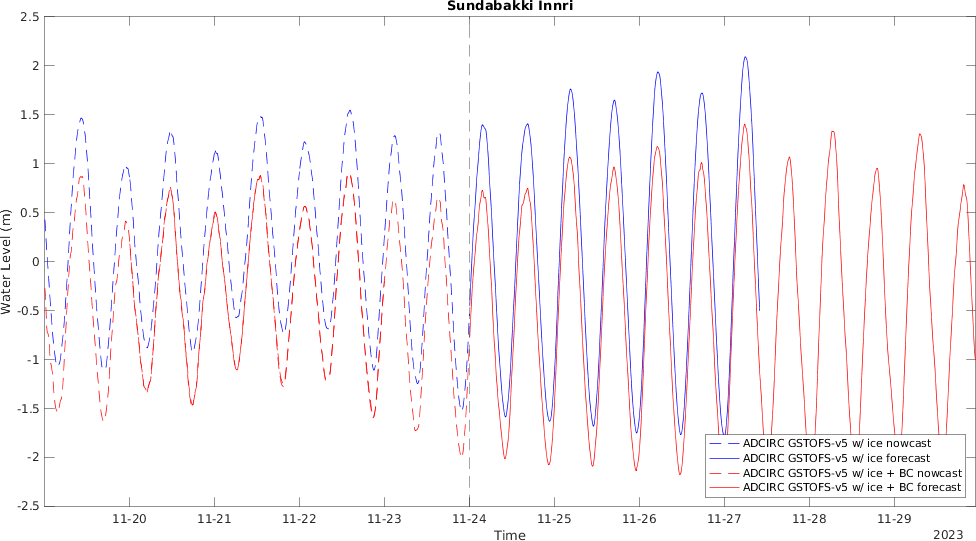 Sundabakki Innri
2.5
2
1.5
1
0.5
0
-0.5
-1
-1.5
-2
-2.5
Water Level (m)
11-20 11-21 11-22 11-23 11-24 11-25 11-26 11-27 11-28 11-29
Time
2023
ADCIRC GSTOFS-v5 w/ ice nowcast
ADCIRC GSTOFS-v5 w/ ice forecast
ADCIRC GSTOFS-v5 w/ ice + BC nowcast
ADCIRC GSTOFS-v5 w/ ice + BC forecast